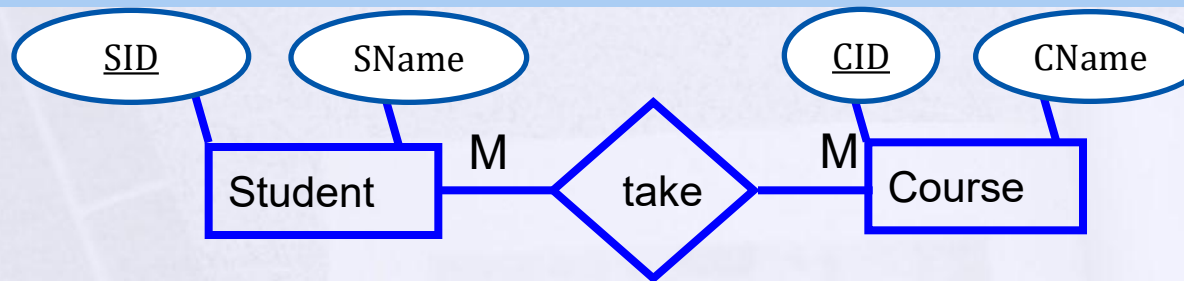 SID
SName
CID
CName
Student
M
take
M
Course